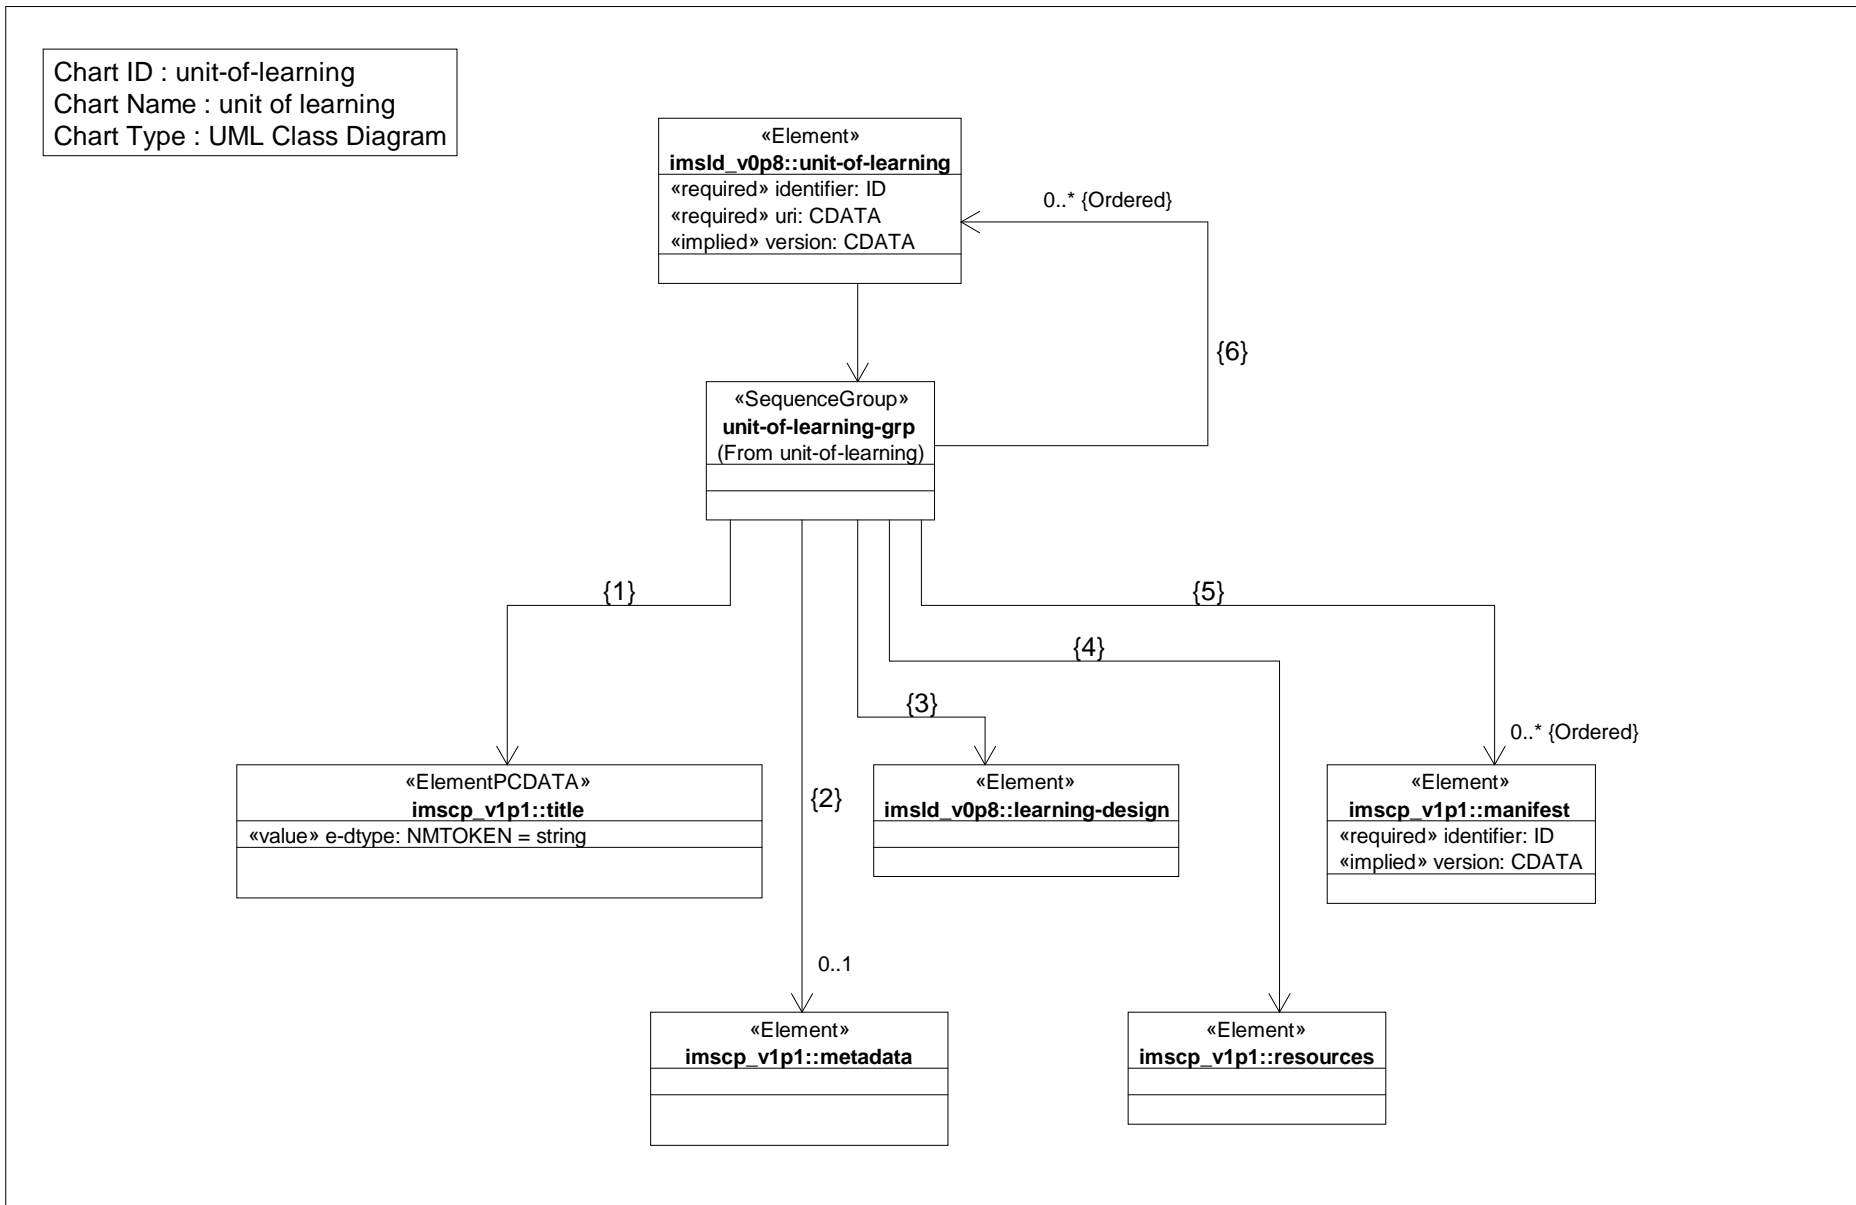 Chart ID : unit-of-learning
Chart Name : unit of learning
Chart Type : UML Class Diagram
«Element»
imsld_v0p8::unit-of-learning
«required» identifier: ID
«required» uri: CDATA
«implied» version: CDATA
0..* {Ordered}
{6}
«SequenceGroup»
unit-of-learning-grp
(From unit-of-learning)
{1}
{5}
{4}
{3}
{2}
0..* {Ordered}
«ElementPCDATA»
imscp_v1p1::title
«value» e-dtype: NMTOKEN = string
«Element»
imsld_v0p8::learning-design
«Element»
imscp_v1p1::manifest
«required» identifier: ID
«implied» version: CDATA
0..1
«Element»
imscp_v1p1::metadata
«Element»
imscp_v1p1::resources